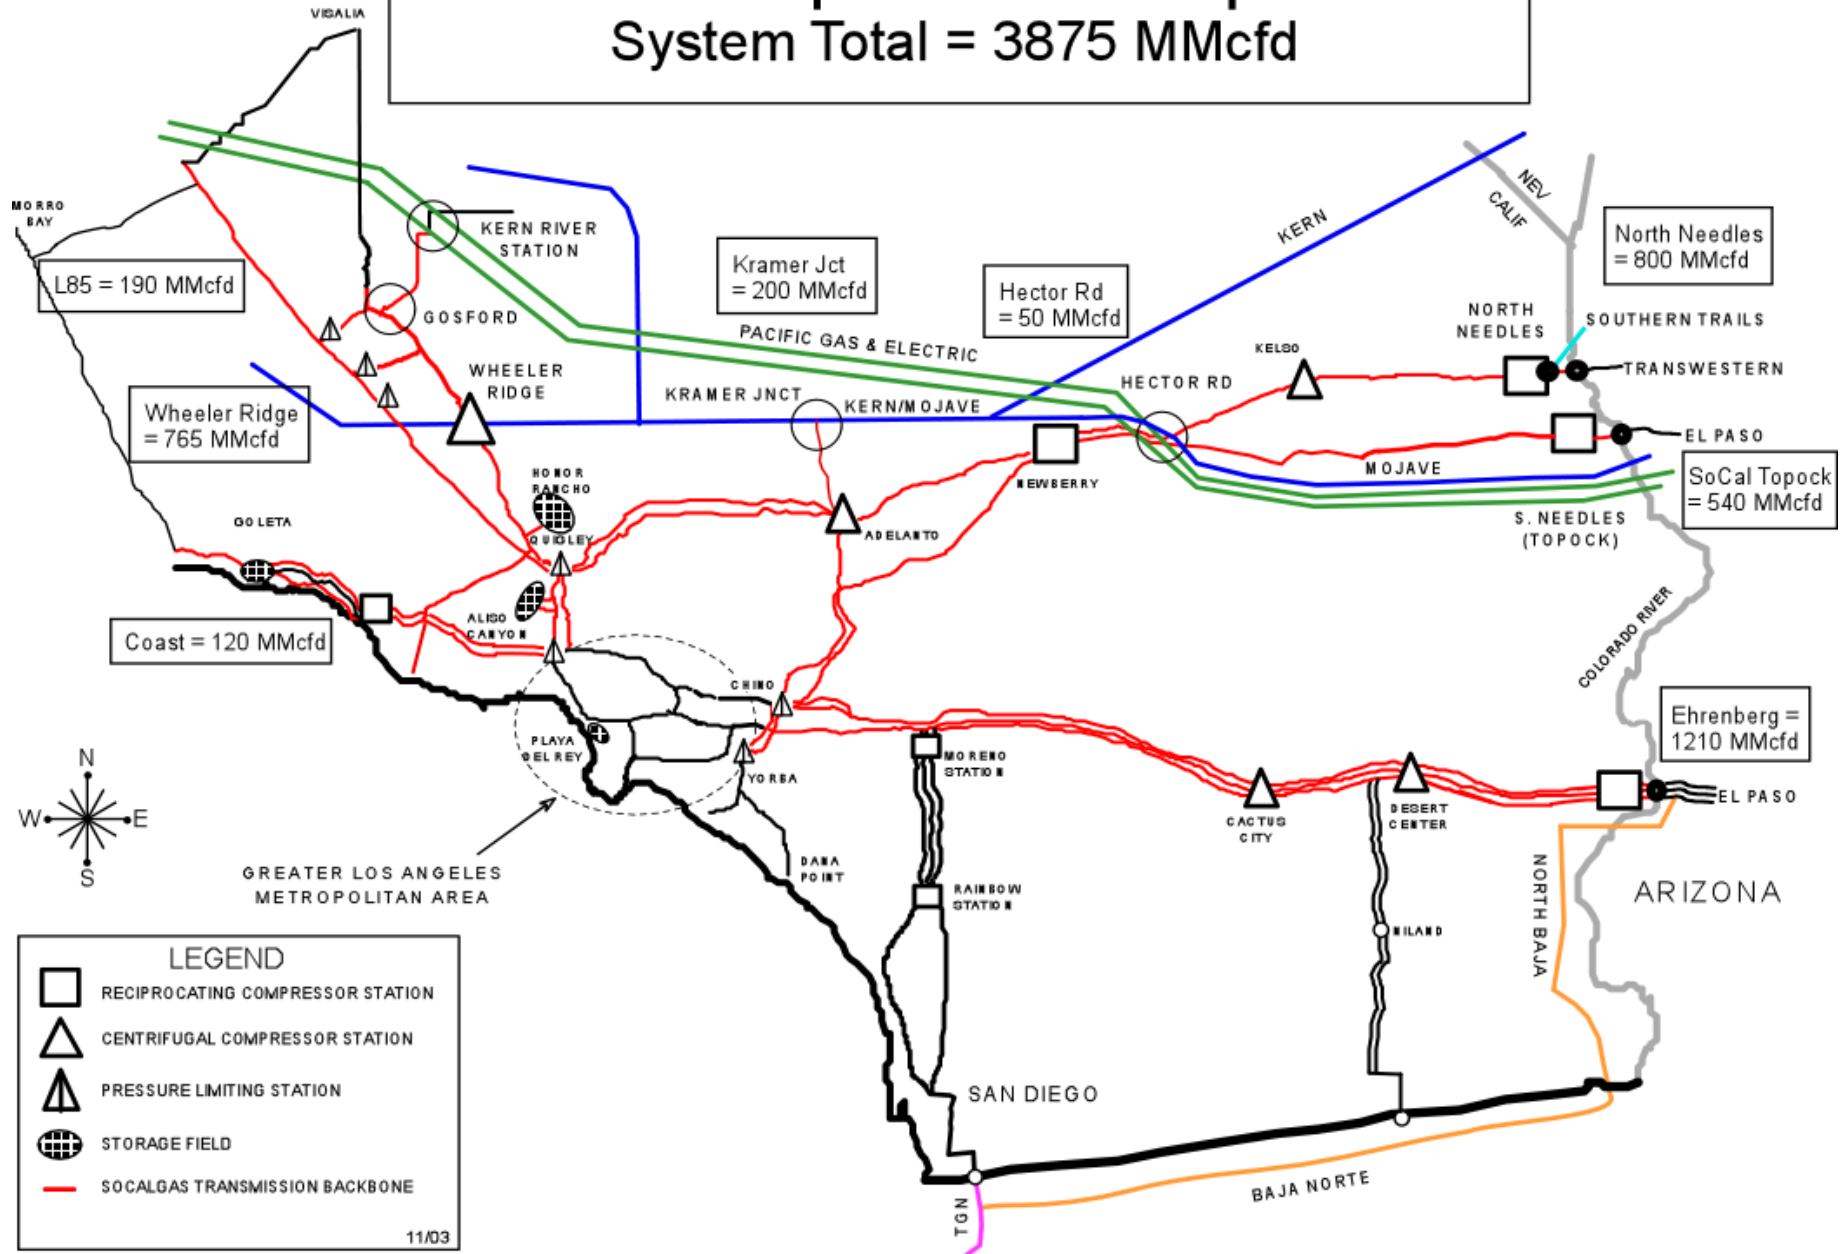 System Total = 3875 MMcfd
VISALIA
MORRO
BAY
L85 = 190 MMcfd
KERN RIVER
STATION
GOSFORD
Kramer Jct
= 200 MMcfd
Hector Rd
= 50 MMcfd
KERN
NEV
CALIF
North Needles
= 800 MMcfd
NORTH
NEEDLES
SOUTHERN TRAILS
TRANSWESTERN
PACIFIC GAS & ELECTRIC
KELSO
HECTOR RD
WHEELER
RIDGE
KRAMER JNCT
KERN/MOJAVE
Wheeler Ridge
= 765 MMcfd
EL PASO
MOJAVE
SoCal Topock
= 540 MMcfd
S. NEEDLES
(TOPOCK)
NEWBERRY
HONOR
RANCHO
QUIGLEY
ADELANTO
GOLETA
ALISO
CANYON
Coast = 120 MMcfd
COLORADO RIVER
CHINO
PLAYA
DEL REY
YORBA
MORENO
STATION
Ehrenberg =
1210 MMcfd
EL PASO
CACTUS
CITY
DESERT
CENTER
N
W
E
S
GREATER LOS ANGELES
METROPOLITAN AREA
DANA
POINT
RAINBOW
STATION
NILAND
NORTH BAJA
ARIZONA
LEGEND
RECIPROCATING COMPRESSOR STATION
CENTRIFUGAL COMPRESSOR STATION
PRESSURE LIMITING STATION
STORAGE FIELD
SOCALGAS TRANSMISSION BACKBONE
11/03
SAN DIEGO
TGN
BAJA NORTE